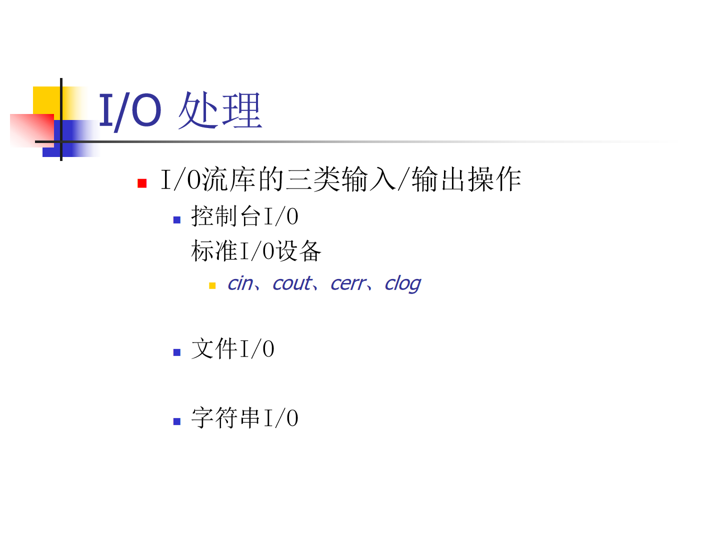 I/O 处理
I/O流库的三类输入/输出操作
控制台I/O
标准I/O设备
cin、cout、cerr、clog
文件I/O
字符串I/O